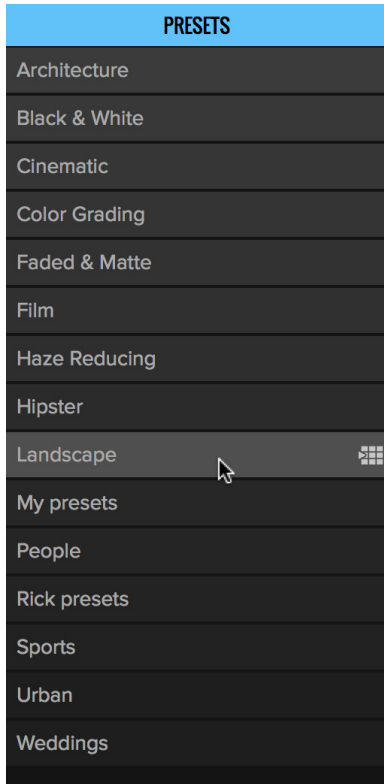 PRESETS
Architecture
Black & White
Cinematic
Color Grading
Faded & Matte
Film
Haze Reducing
Hipster
Landscape
My presets
People
Rick presets
Sports
Urban
Weddings